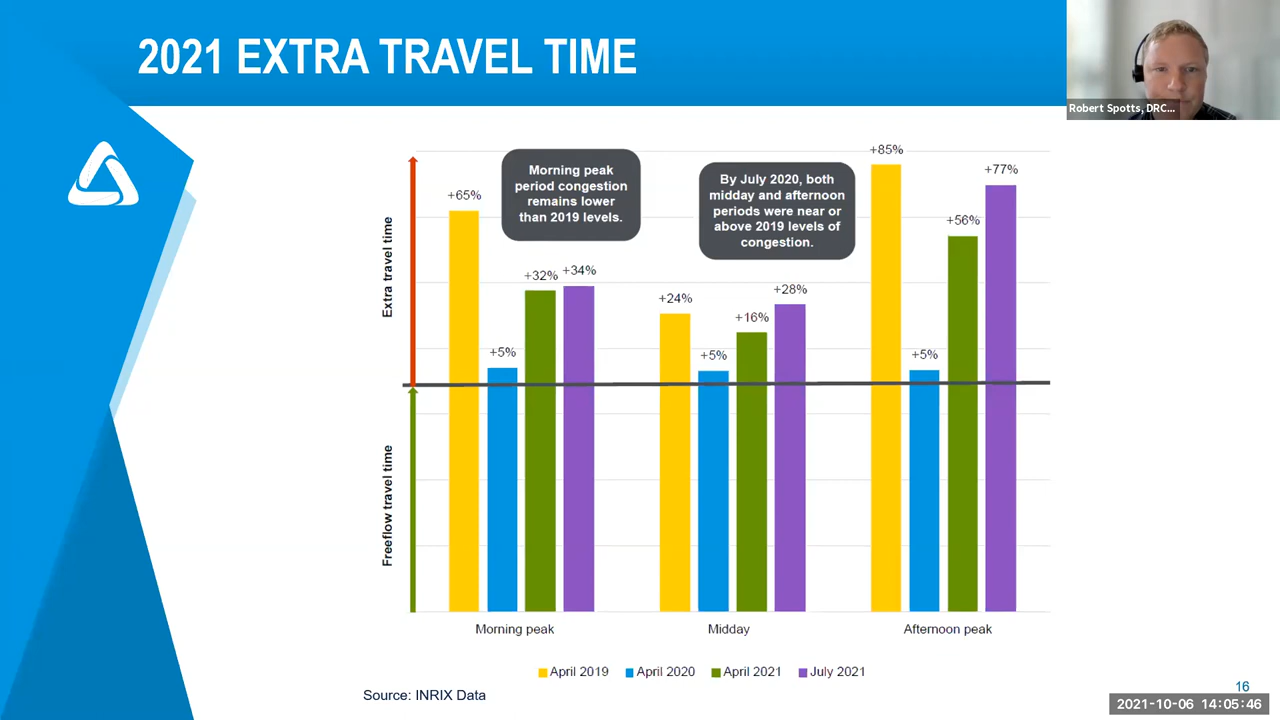 2021 EXTRA TRAVEL TIME
Robert Spotts, DRC...
Extra travel time
Freeflow travel time
Morning peak
period congestion
remains lower
than 2019 levels.
By July 2020, both
midday and afternoon
periods were near or
above 2019 levels of
congestion.
+65%
+5%
+32%
+34%
+24%
+5%
+16%
+28%
+85%
+5%
+56%
+77%
Morning peak
Midday
Afternoon peak
April 2019
April 2020
April 2021
July 2021
Source: INRIX Data
16
2021-10-06 14:05:46